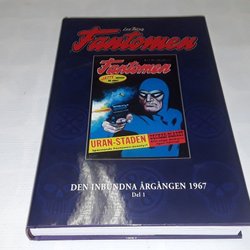 Lee Falk
Fantomen
Fantomen
URAN-STADEN
DEN INBUNDNA ÅRGÅNGEN 1967
Del 1